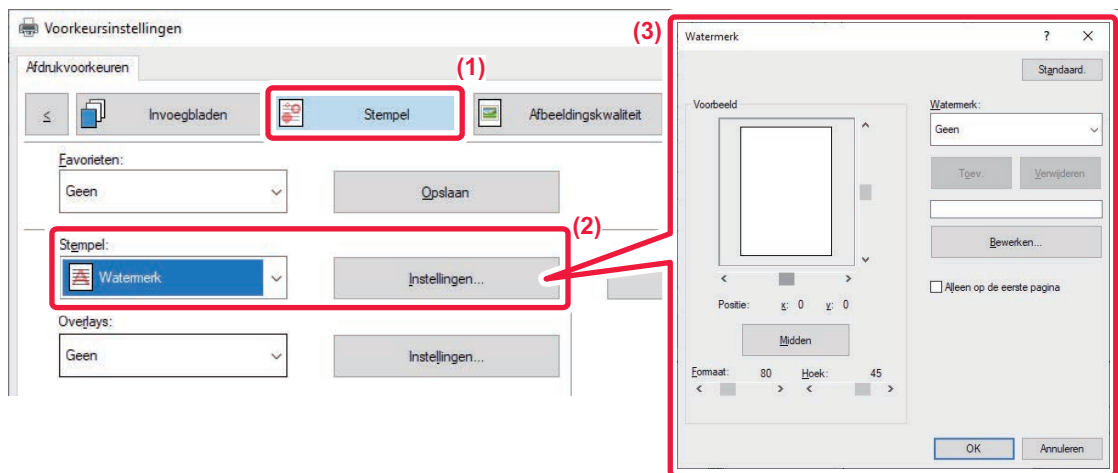 Voorkeursinstellingen
Afdrukvoorkeuren
(1)
≤ Invoegbladen Stempel Afbeeldingskwaliteit
Favorieten:
Geen Opslaan
(2)
Stempel:
Watermerk Instellingen...
Overlays:
Geen Instellingen...
(3)
Watermerk ? X
Standaard.
Voorbeeld
Watermerk:
Geen
Toev. Verwijderen
Bewerken...
Alleen op de eerste pagina
Positie: x: 0 y: 0
Midden
Formaat: 80 Hoek: 45
OK Annuleren